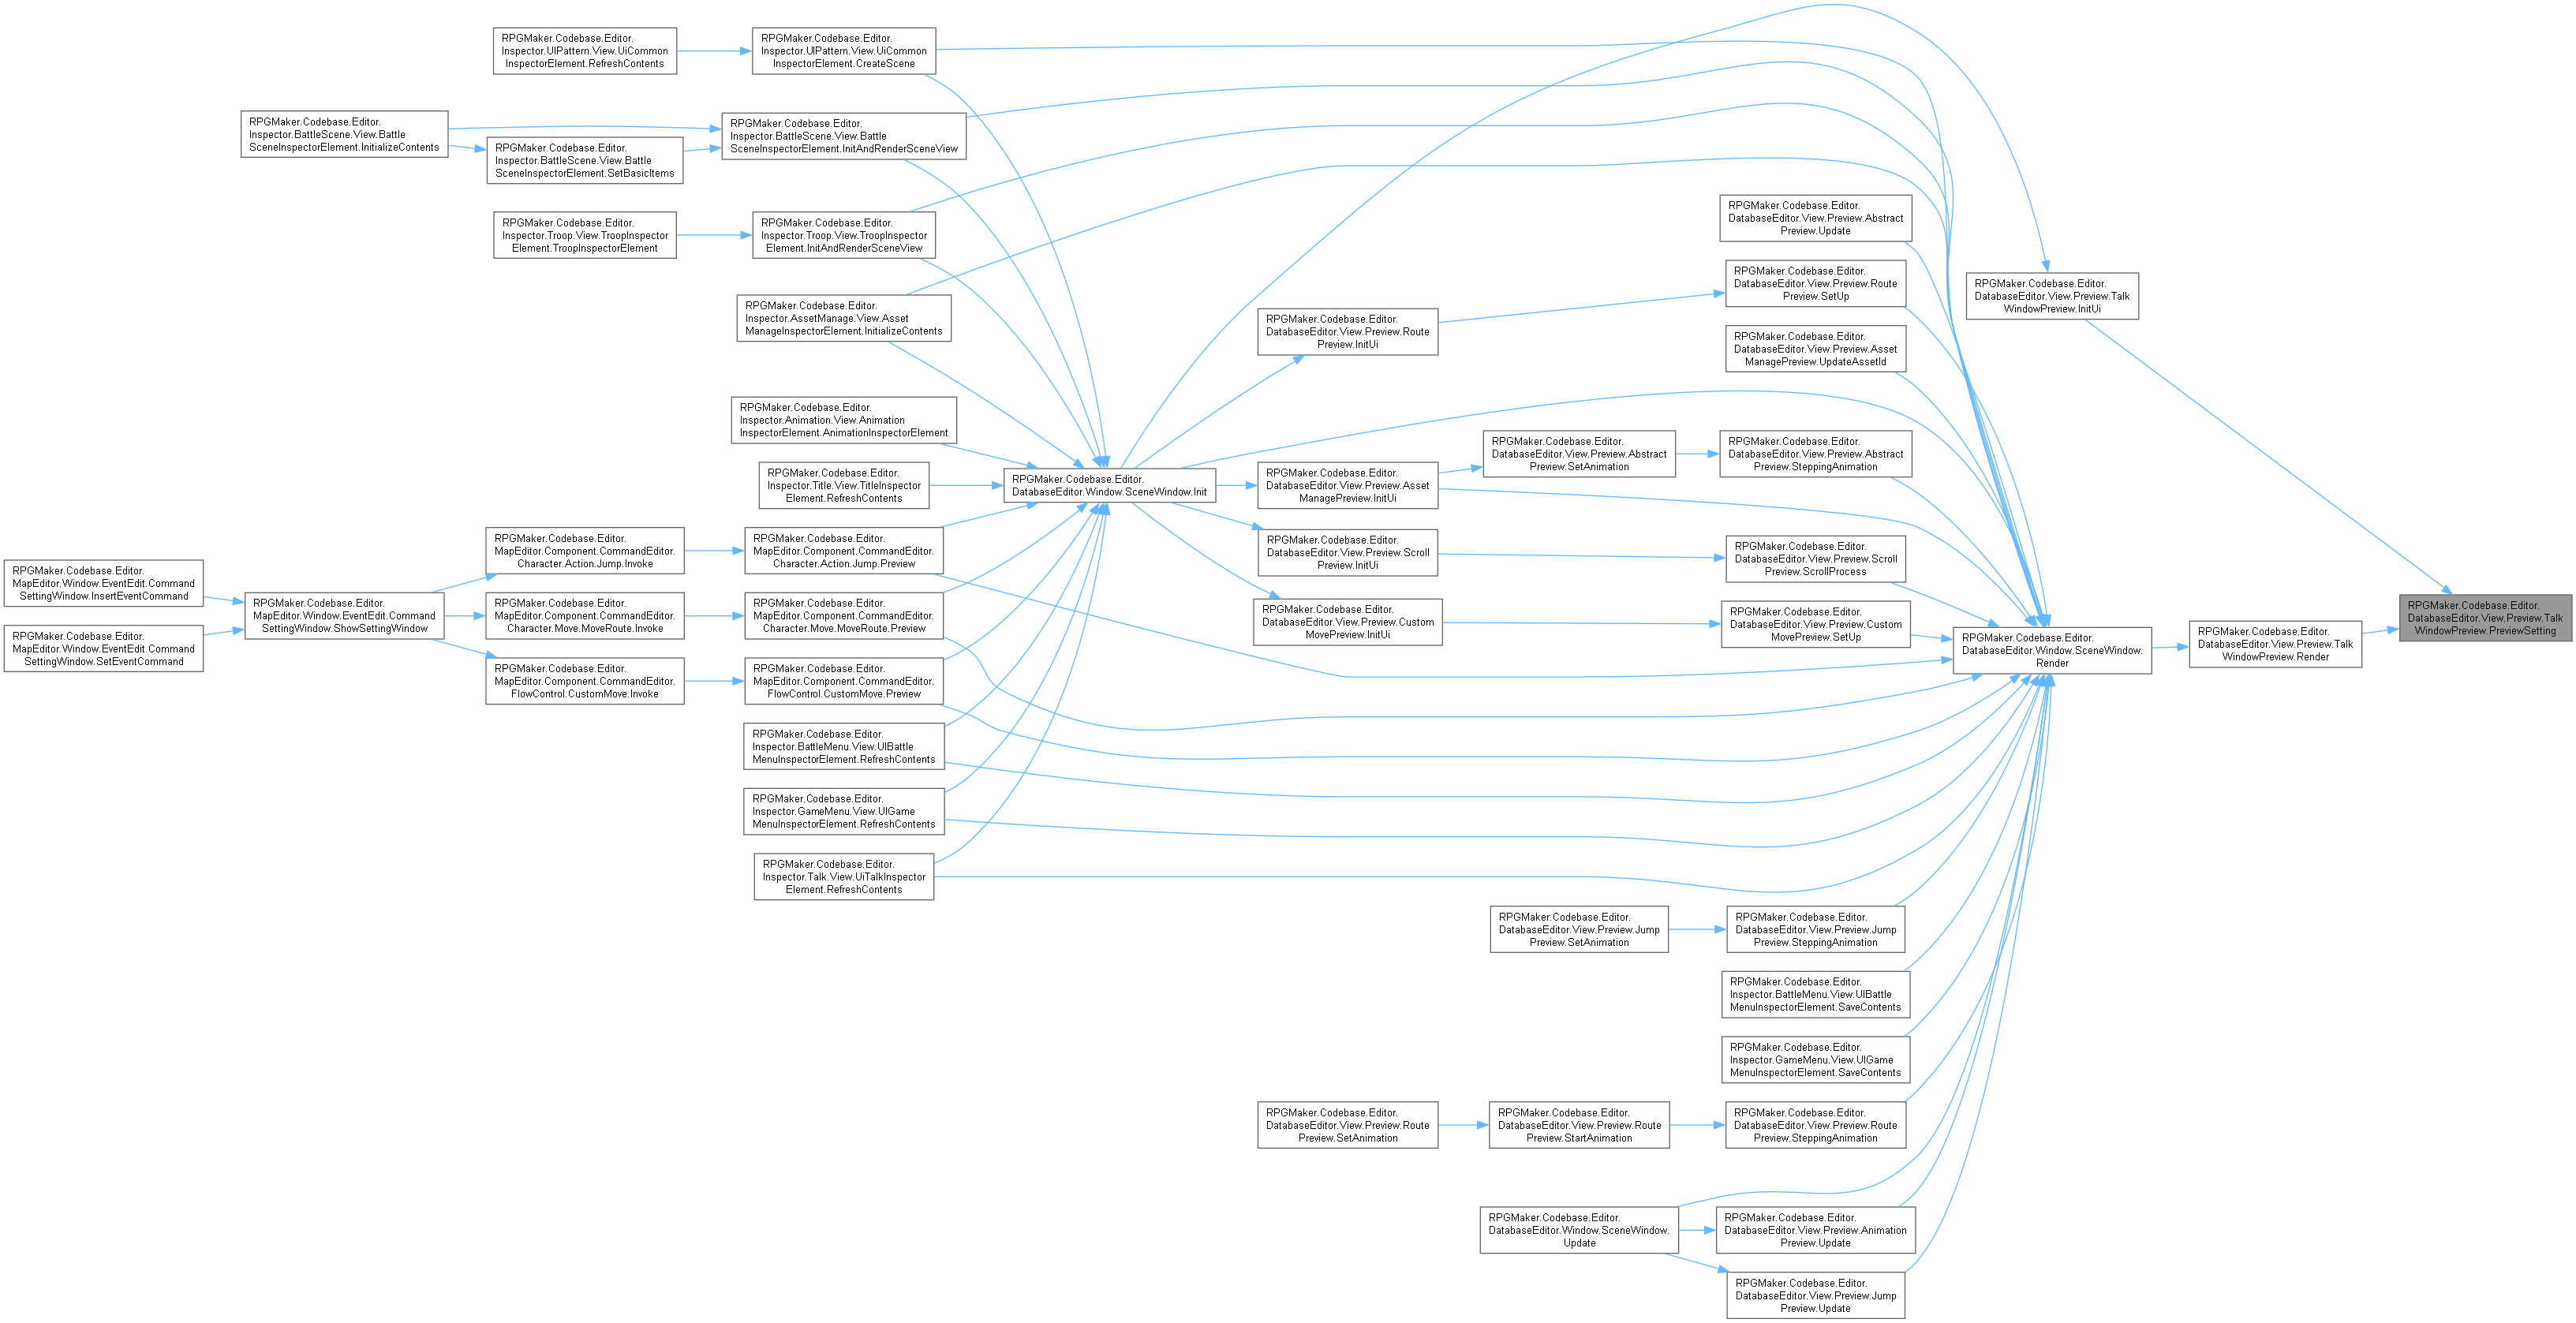 RPGMaker.Codebase.Editor.
Inspector.UIPattern.View.UiCommon
InspectorElement.RefreshContents
RPGMaker.Codebase.Editor.
Inspector.UIPattern.View.UiCommon
InspectorElement.CreateScene
RPGMaker.Codebase.Editor.
Inspector.BattleScene.View.Battle
SceneInspectorElement.InitializeContents
RPGMaker.Codebase.Editor.
Inspector.BattleScene.View.Battle
SceneInspectorElement.SetBasicItems
RPGMaker.Codebase.Editor.
Inspector.BattleScene.View.Battle
SceneInspectorElement.InitAndRenderSceneView
RPGMaker.Codebase.Editor.
Inspector.Troop.View.TroopInspector
Element.TroopInspectorElement
RPGMaker.Codebase.Editor.
Inspector.Troop.View.TroopInspector
Element.InitAndRenderSceneView
RPGMaker.Codebase.Editor.
DatabaseEditor.View.Preview.Abstract
Preview.Update
RPGMaker.Codebase.Editor.
DatabaseEditor.View.Preview.Route
Preview.SetUp
RPGMaker.Codebase.Editor.
DatabaseEditor.View.Preview.Talk
WindowPreview.InitUi
RPGMaker.Codebase.Editor.
Inspector.AssetManage.View.Asset
ManageInspectorElement.InitializeContents
RPGMaker.Codebase.Editor.
DatabaseEditor.View.Preview.Route
Preview.InitUi
RPGMaker.Codebase.Editor.
DatabaseEditor.View.Preview.Asset
ManagePreview.UpdateAssetId
RPGMaker.Codebase.Editor.
Inspector.Animation.View.Animation
InspectorElement.AnimationInspectorElement
RPGMaker.Codebase.Editor.
Inspector.Title.View.TitleInspector
Element.RefreshContents
RPGMaker.Codebase.Editor.
DatabaseEditor.Window.SceneWindow.Init
RPGMaker.Codebase.Editor.
DatabaseEditor.View.Preview.Asset
ManagePreview.InitUi
RPGMaker.Codebase.Editor.
DatabaseEditor.View.Preview.Abstract
Preview.SetAnimation
RPGMaker.Codebase.Editor.
DatabaseEditor.View.Preview.Abstract
Preview.SteppingAnimation
RPGMaker.Codebase.Editor.
MapEditor.Window.EventEdit.Command
SettingWindow.InsertEventCommand
RPGMaker.Codebase.Editor.
MapEditor.Window.EventEdit.Command
SettingWindow.SetEventCommand
RPGMaker.Codebase.Editor.
MapEditor.Window.EventEdit.Command
SettingWindow.ShowSettingWindow
RPGMaker.Codebase.Editor.
MapEditor.Component.CommandEditor.
Character.Action.Jump.Invoke
RPGMaker.Codebase.Editor.
MapEditor.Component.CommandEditor.
Character.Action.Jump.Preview
RPGMaker.Codebase.Editor.
DatabaseEditor.View.Preview.Scroll
Preview.InitUi
RPGMaker.Codebase.Editor.
DatabaseEditor.View.Preview.Scroll
Preview.ScrollProcess
RPGMaker.Codebase.Editor.
MapEditor.Component.CommandEditor.
Character.Move.MoveRoute.Invoke
RPGMaker.Codebase.Editor.
MapEditor.Component.CommandEditor.
Character.Move.MoveRoute.Preview
RPGMaker.Codebase.Editor.
DatabaseEditor.View.Preview.Custom
MovePreview.InitUi
RPGMaker.Codebase.Editor.
DatabaseEditor.View.Preview.Custom
MovePreview.SetUp
RPGMaker.Codebase.Editor.
DatabaseEditor.Window.SceneWindow.
Render
RPGMaker.Codebase.Editor.
DatabaseEditor.View.Preview.Talk
WindowPreview.Render
RPGMaker.Codebase.Editor.
DatabaseEditor.View.Preview.Talk
WindowPreview.PreviewSetting
RPGMaker.Codebase.Editor.
MapEditor.Component.CommandEditor.
FlowControl.CustomMove.Invoke
RPGMaker.Codebase.Editor.
MapEditor.Component.CommandEditor.
FlowControl.CustomMove.Preview
RPGMaker.Codebase.Editor.
Inspector.BattleMenu.View.UIBattle
MenuInspectorElement.RefreshContents
RPGMaker.Codebase.Editor.
Inspector.GameMenu.View.UIGame
MenuInspectorElement.RefreshContents
RPGMaker.Codebase.Editor.
Inspector.Talk.View.UiTalkInspector
Element.RefreshContents
RPGMaker.Codebase.Editor.
DatabaseEditor.View.Preview.Jump
Preview.SetAnimation
RPGMaker.Codebase.Editor.
DatabaseEditor.View.Preview.Jump
Preview.SteppingAnimation
RPGMaker.Codebase.Editor.
Inspector.BattleMenu.View.UIBattle
MenuInspectorElement.SaveContents
RPGMaker.Codebase.Editor.
Inspector.GameMenu.View.UIGame
MenuInspectorElement.SaveContents
RPGMaker.Codebase.Editor.
DatabaseEditor.View.Preview.Route
Preview.SetAnimation
RPGMaker.Codebase.Editor.
DatabaseEditor.View.Preview.Route
Preview.StartAnimation
RPGMaker.Codebase.Editor.
DatabaseEditor.View.Preview.Route
Preview.SteppingAnimation
RPGMaker.Codebase.Editor.
DatabaseEditor.Window.SceneWindow.
Update
RPGMaker.Codebase.Editor.
DatabaseEditor.View.Preview.Animation
Preview.Update
RPGMaker.Codebase.Editor.
DatabaseEditor.View.Preview.Jump
Preview.Update